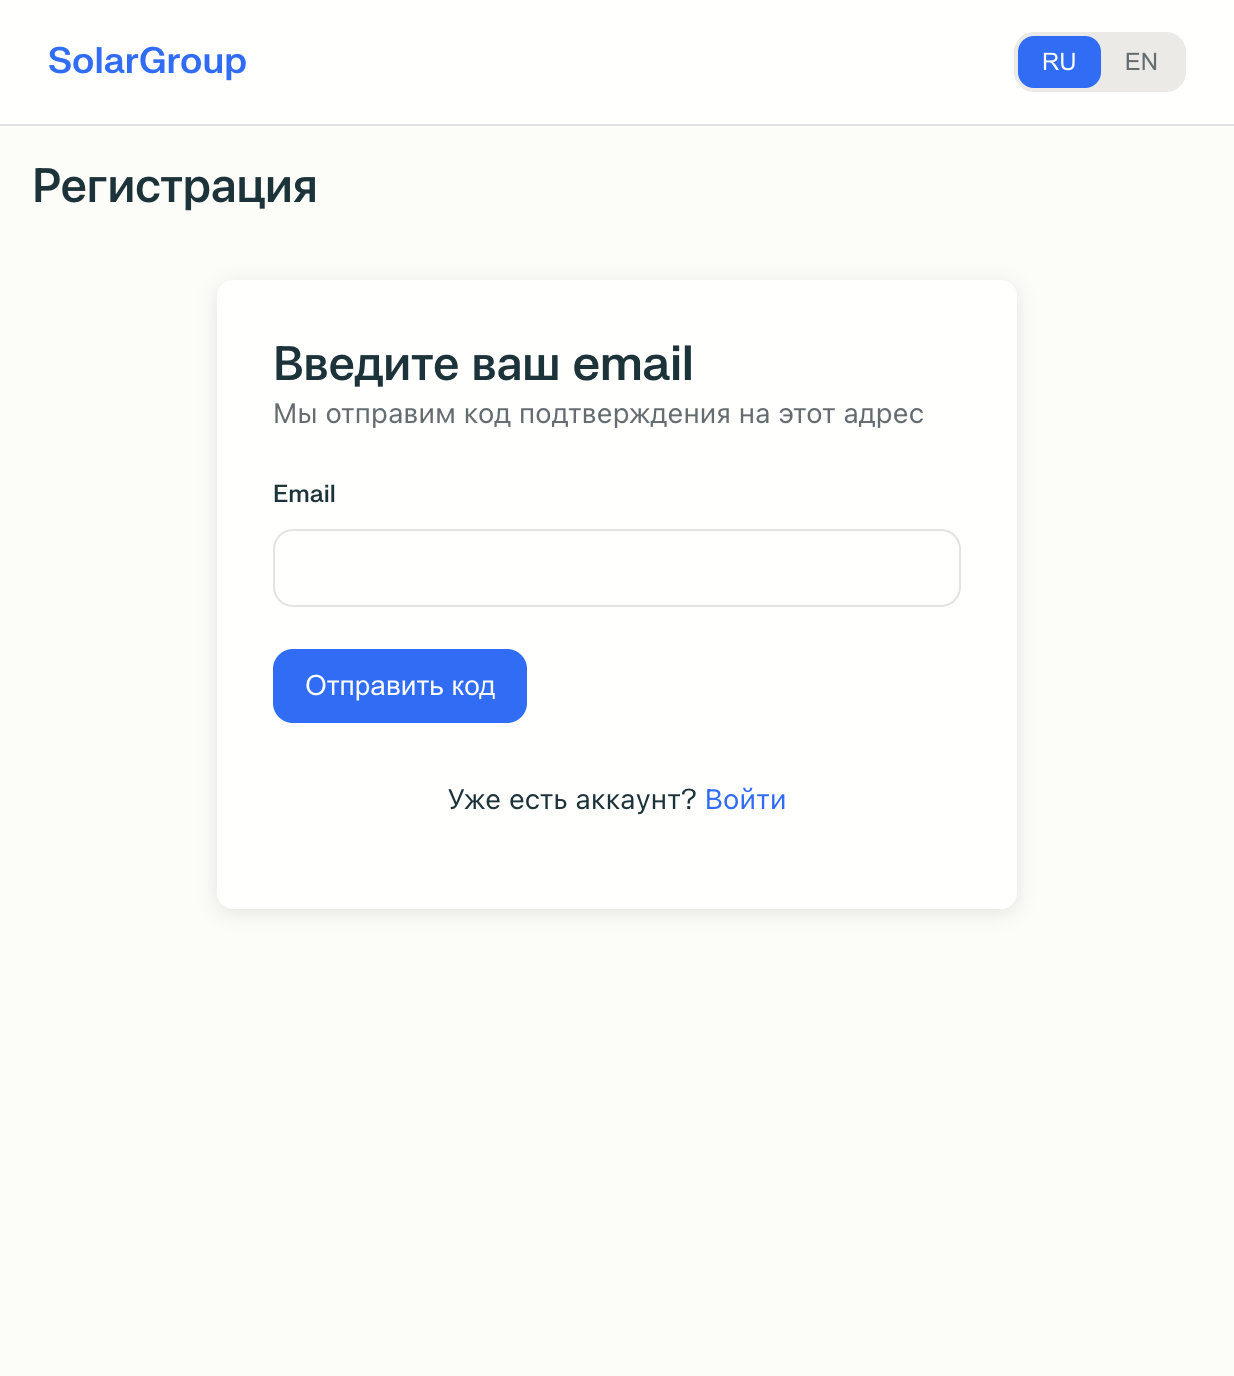 SolarGroup
RU EN
Регистрация
Введите ваш email
Мы отправим код подтверждения на этот адрес
Email
Отправить код
Уже есть аккаунт? Войти